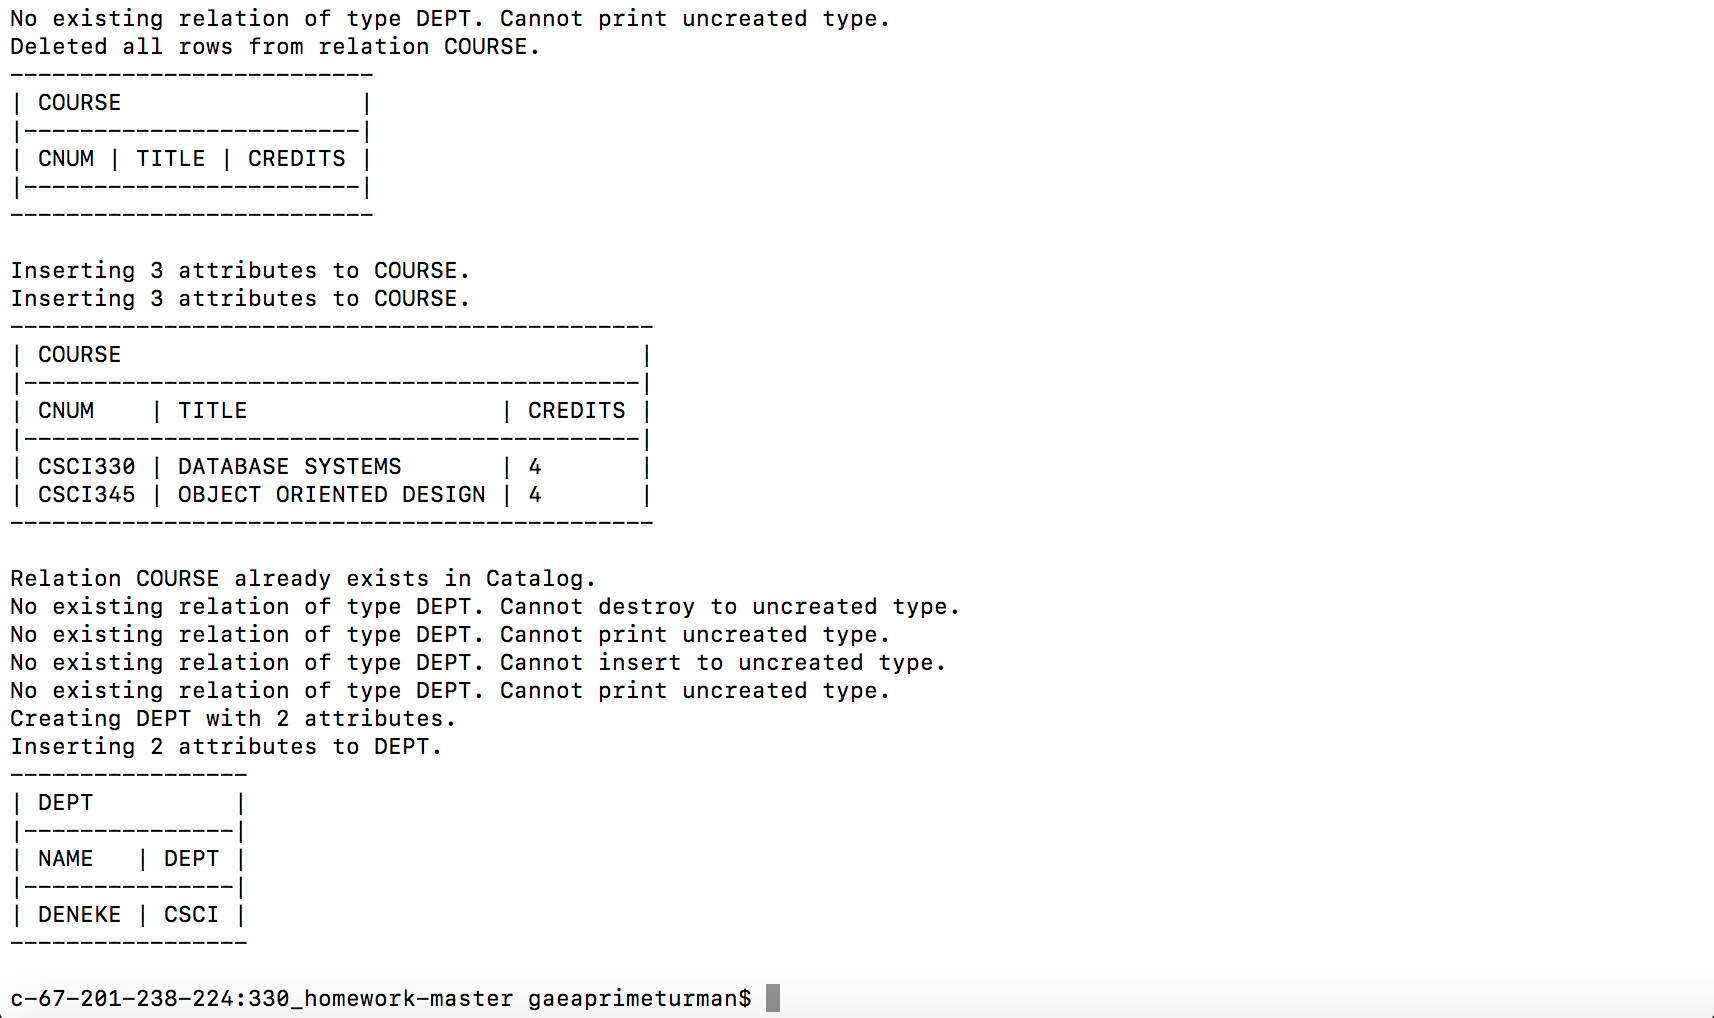 No existing relation of type DEPT. Cannot print uncreated type.
Deleted all rows from relation COURSE.
--------------------------
| COURSE                 |
|------------------------|
| CNUM | TITLE | CREDITS |
|------------------------|
--------------------------

Inserting 3 attributes to COURSE.
Inserting 3 attributes to COURSE.
----------------------------------------------
| COURSE                                     |
|--------------------------------------------|
| CNUM    | TITLE                  | CREDITS |
|--------------------------------------------|
| CSCI330 | DATABASE SYSTEMS       | 4       |
| CSCI345 | OBJECT ORIENTED DESIGN | 4       |
----------------------------------------------

Relation COURSE already exists in Catalog.
No existing relation of type DEPT. Cannot destroy to uncreated type.
No existing relation of type DEPT. Cannot print uncreated type.
No existing relation of type DEPT. Cannot insert to uncreated type.
No existing relation of type DEPT. Cannot print uncreated type.
Creating DEPT with 2 attributes.
Inserting 2 attributes to DEPT.
-----------------
| DEPT          |
|---------------|
| NAME   | DEPT |
|---------------|
| DENEKE | CSCI |
-----------------

c-67-201-238-224:330_homework-master gaeaprimeturman$